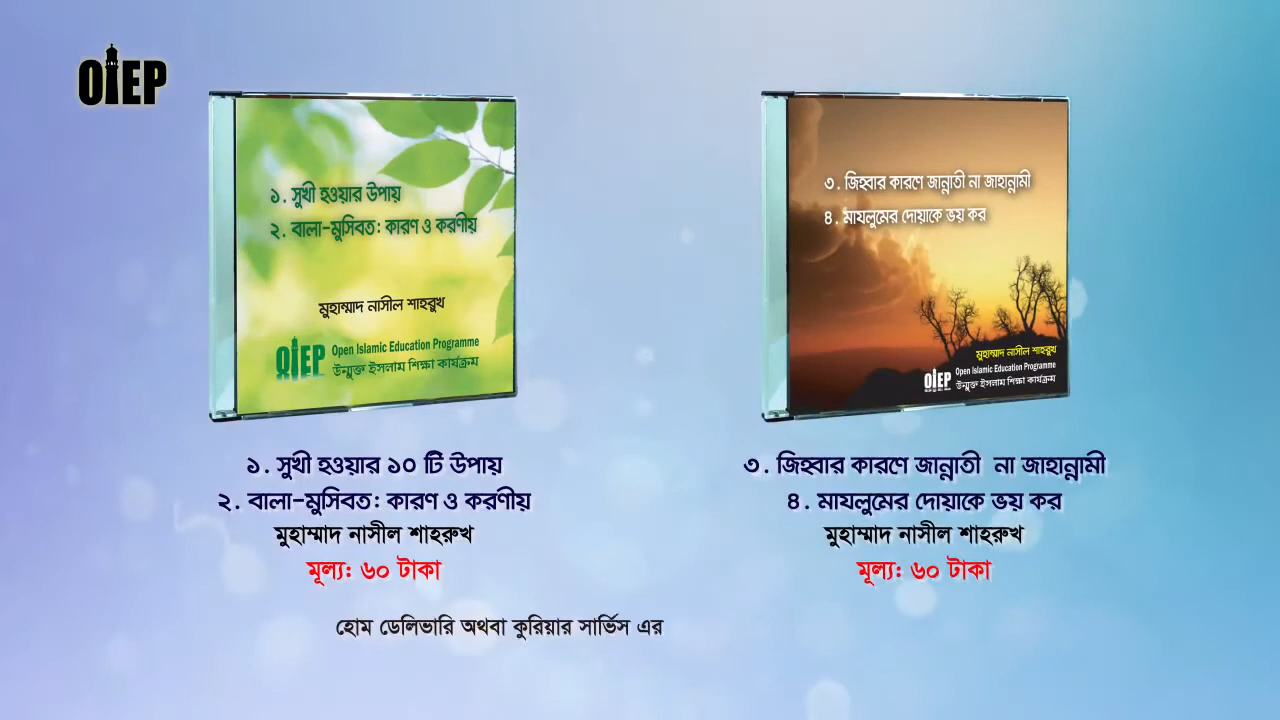 OIEP
১. সুখী হওয়ার উপায়
২. বালা-মুসিবত: কারণ ও করণীয়
মুহাম্মাদ নাসীল শাহরুখ
OIEP
Open Islamic Education Programme
উন্মুক্ত ইসলাম শিক্ষা কার্যক্রম
৩. জিহ্বার কারণে জান্নাতী না জাহান্নামী
৪. মাযলুমের দোয়াকে ভয় কর
মুহাম্মাদ নাসীল শাহরুখ
OIEP
Open Islamic Education Programme
উন্মুক্ত ইসলাম শিক্ষা কার্যক্রম
১. সুখী হওয়ার ১০ টি উপায়
২. বালা-মুসিবত: কারণ ও করণীয়
মুহাম্মাদ নাসীল শাহরুখ
মূল্য: ৬০ টাকা
৩. জিহ্বার কারণে জান্নাতী না জাহান্নামী
৪. মাযলুমের দোয়াকে ভয় কর
মুহাম্মাদ নাসীল শাহরুখ
মূল্য: ৬০ টাকা
হোম ডেলিভারি অথবা কুরিয়ার সার্ভিস এর